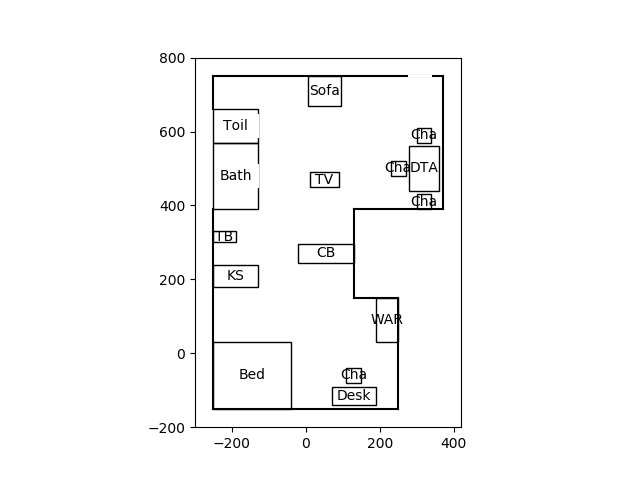 800
600
400
200
0
−200
−200
0
200
400
Sofa
Toil
Cha
Bath
TV
Cha
DTA
Cha
TB
CB
KS
WAR
Bed
Cha
Desk